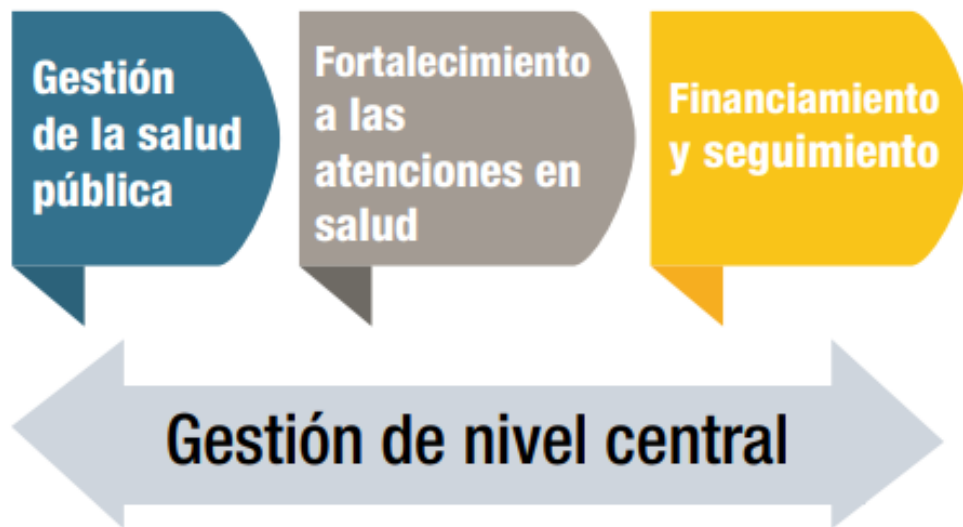 Gestión
de la salud
pública
Fortalecimiento
a las
atenciones en
salud
Financiamiento
y seguimiento
Gestión de nivel central